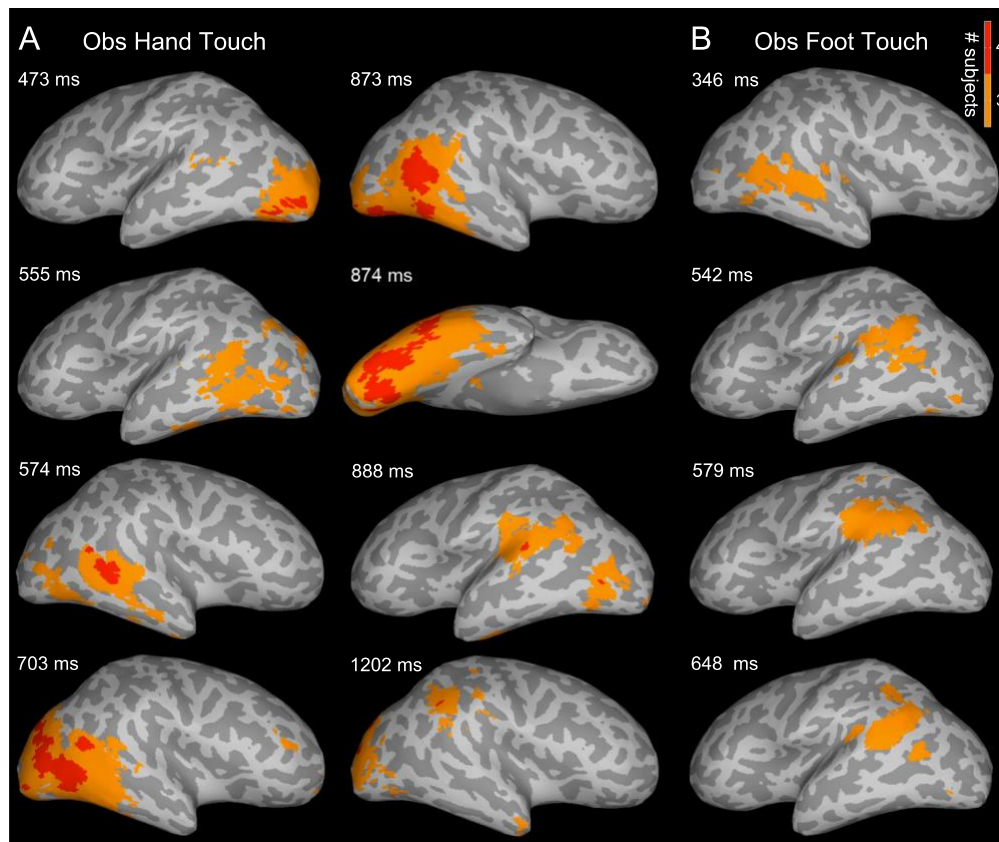 A Obs Hand Touch
B Obs Foot Touch
# subjects
473 ms
873 ms
346 ms
555 ms
874 ms
542 ms
574 ms
888 ms
579 ms
703 ms
1202 ms
648 ms